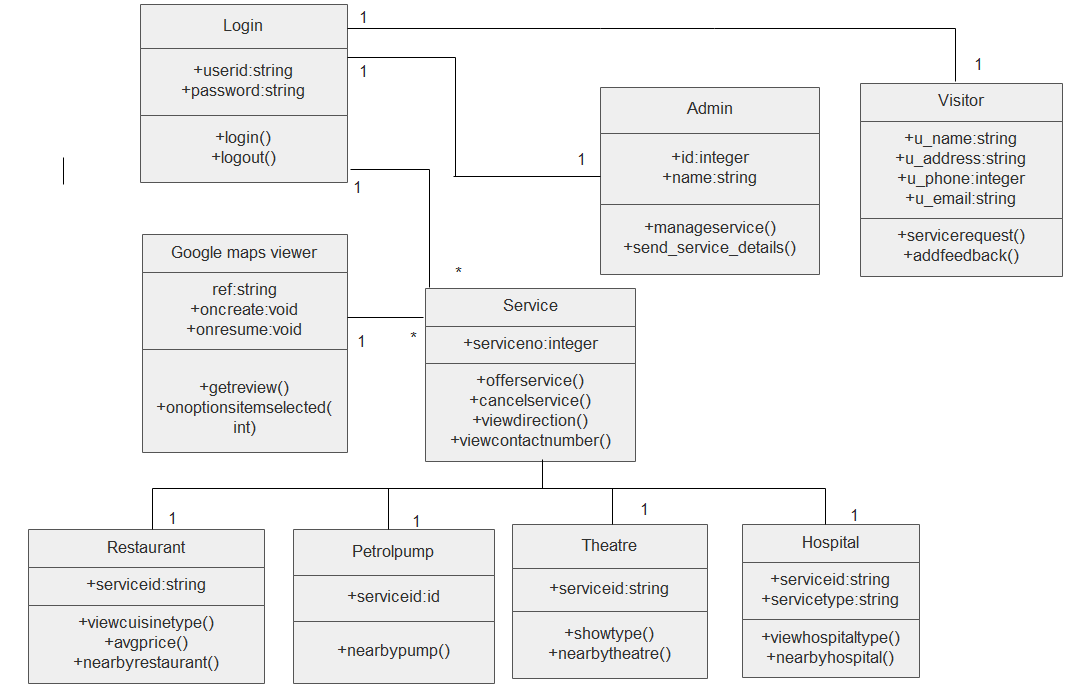 Login
+userid:string
+password:string
+login()
+logout()
1
1
1
1
1
Admin
+id:integer
+name:string
+manageservice()
+send_service_details()
Visitor
+u_name:string
+u_address:string
+u_phone:integer
+u_email:string
+servicerequest()
+addfeedback()
Google maps viewer
ref:string
+oncreate:void
+onresume:void
+getreview()
+onoptionsitemselected(
int)
1
*
*
Service
+serviceno:integer
+offerservice()
+cancelservice()
+viewdirection()
+viewcontactnumber()
1
1
1
1
Restaurant
+serviceid:string
+viewcuisinetype()
+avgprice()
+nearbyrestaurant()
Petrolpump
+serviceid:id
+nearbypump()
Theatre
+serviceid:string
+showtype()
+nearbytheatre()
Hospital
+serviceid:string
+servicetype:string
+viewhospitaltype()
+nearbyhospital()